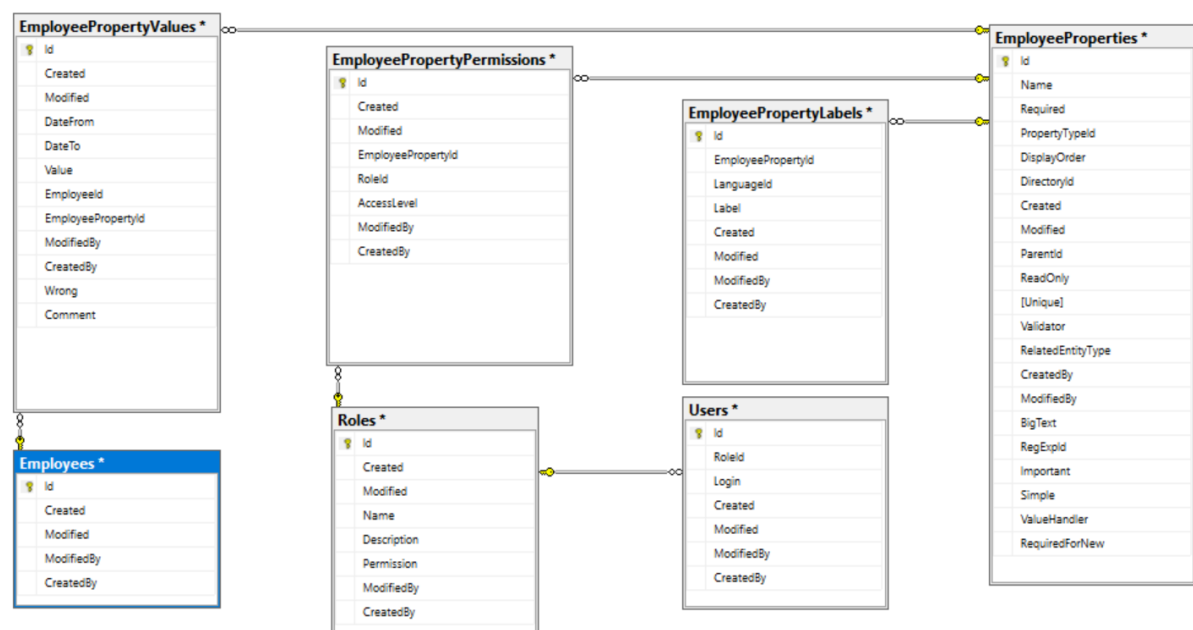 EmployeePropertyValues *
Id
Created
Modified
DateFrom
DateTo
Value
EmployeeId
EmployeePropertyId
ModifiedBy
CreatedBy
Wrong
Comment
EmployeePropertyPermissions *
Id
Created
Modified
EmployeePropertyId
RoleId
AccessLevel
ModifiedBy
CreatedBy
EmployeePropertyLabels *
Id
EmployeePropertyId
LanguageId
Label
Created
Modified
ModifiedBy
CreatedBy
EmployeeProperties *
Id
Name
Required
PropertyTypeId
DisplayOrder
DirectoryId
Created
Modified
ParentId
ReadOnly
[Unique]
Validator
RelatedEntityType
CreatedBy
ModifiedBy
BigText
RegExpId
Important
Simple
ValueHandler
RequiredForNew
Employees *
Id
Created
Modified
ModifiedBy
CreatedBy
Roles *
Id
Created
Modified
Name
Description
Permission
ModifiedBy
CreatedBy
Users *
Id
RoleId
Login
Created
Modified
ModifiedBy
CreatedBy